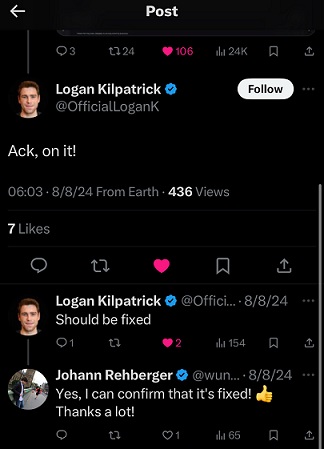 Post
3 24 106 24K
Logan Kilpatrick
Follow
@OfficialLoganK
Ack, on it!
06:03 · 8/8/24 From Earth · 436 Views
7 Likes
Logan Kilpatrick @Offici... · 8/8/24
Should be fixed
1 2 154
Johann Rehberger @wun... · 8/8/24
Yes, I can confirm that it's fixed! 👍
Thanks a lot!
1 65